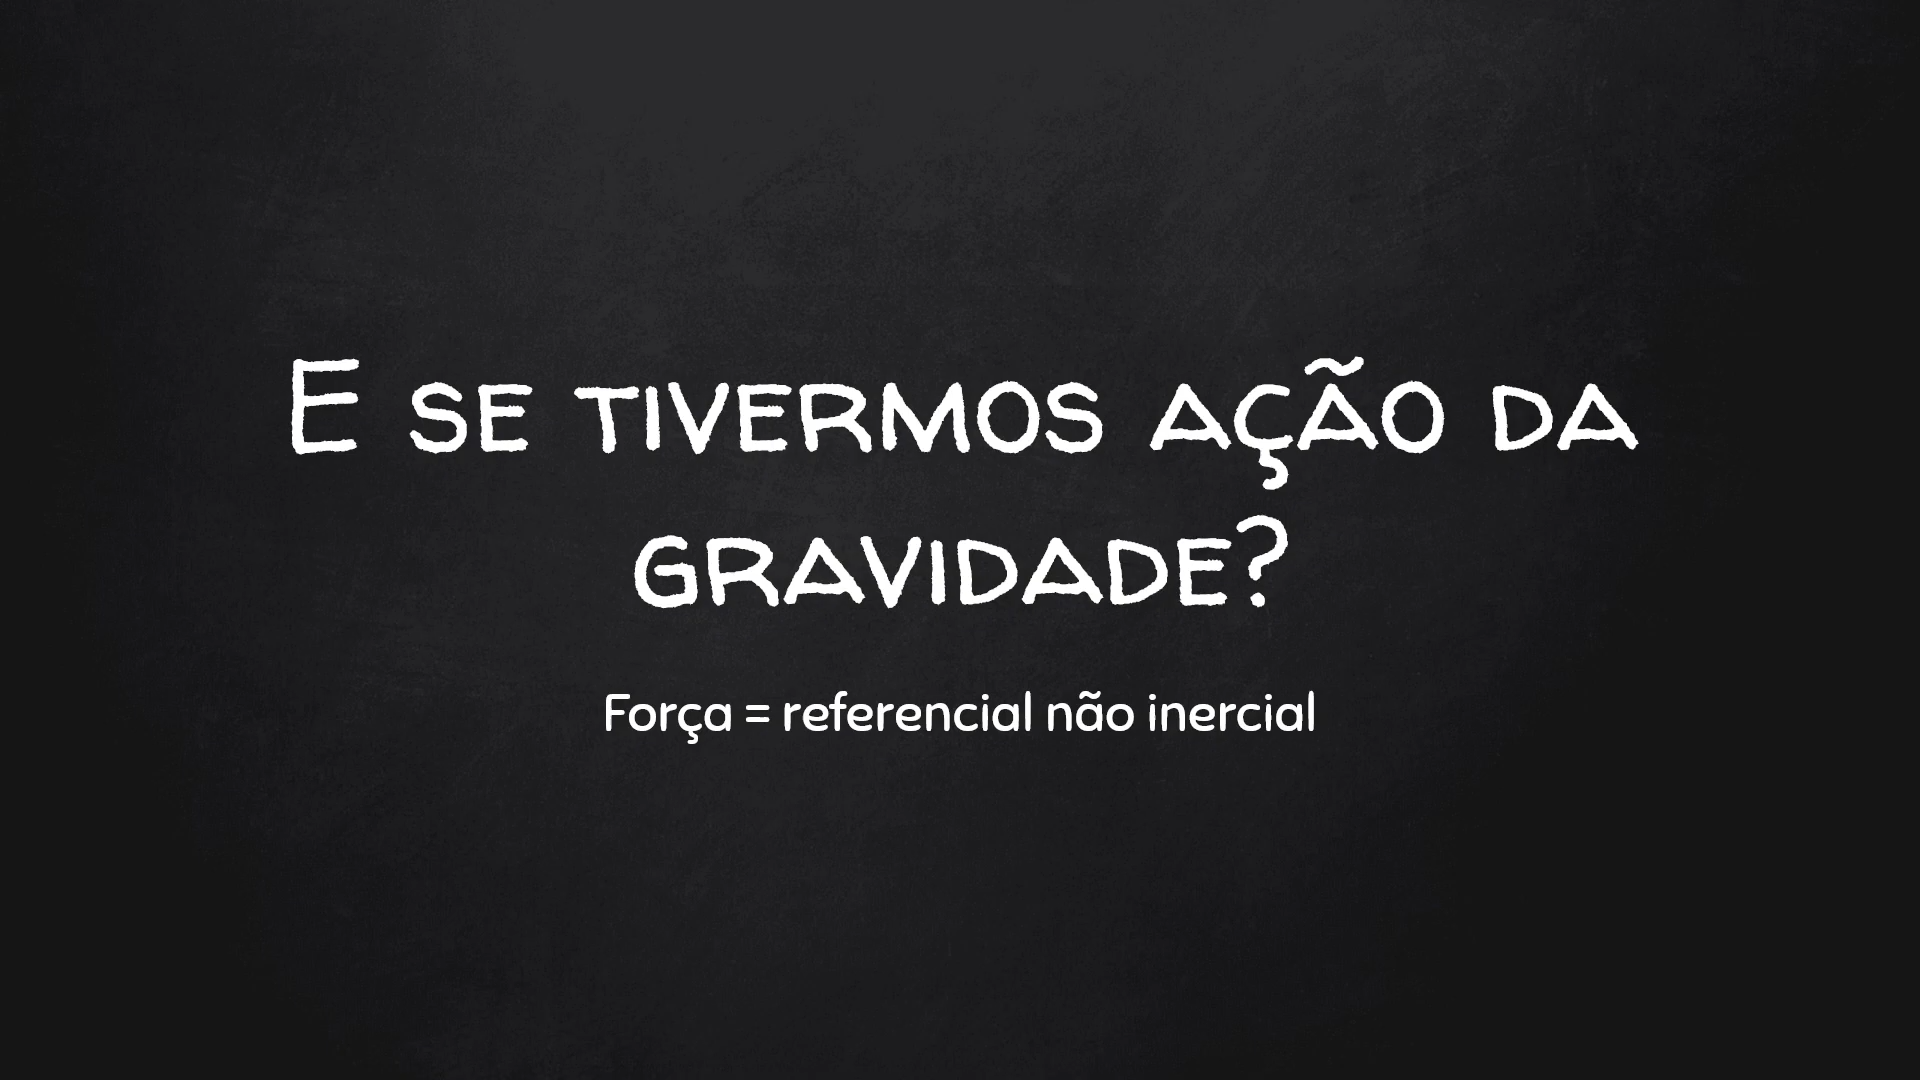 E se tivermos ação da
gravidade?
Força = referencial não inercial